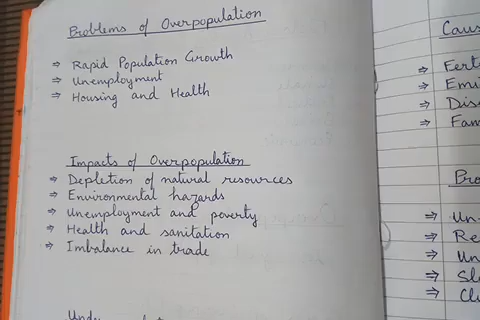 Problems of Overpopulation
⇒ Rapid Population Growth
⇒ Unemployment
⇒ Housing and Health
Impacts of Overpopulation
⇒ Depletion of natural resources
⇒ Environmental hazards
⇒ Unemployment and poverty
⇒ Health and sanitation
⇒ Imbalance in trade
Caus
⇒ Fert
⇒ Emi
⇒ Dis
⇒ Fam
Pro
⇒ Un
⇒ Re
⇒ Un
⇒ Sl
⇒ Cl